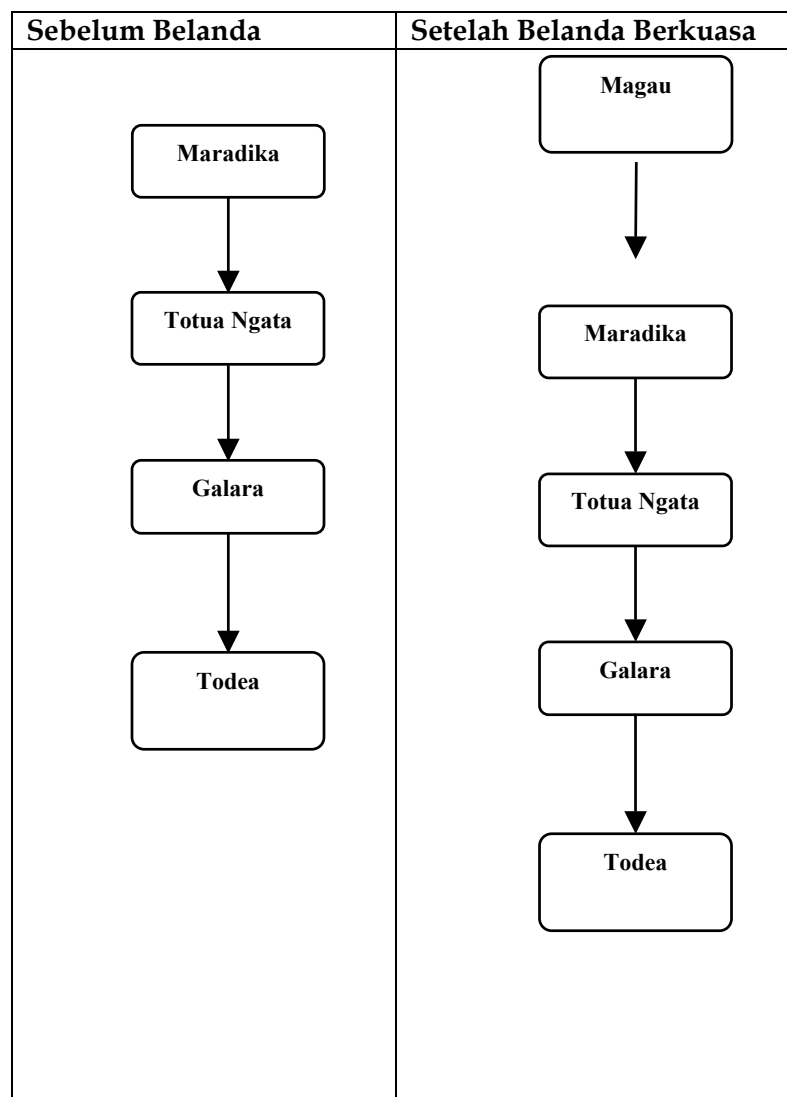 Sebelum Belanda
Setelah Belanda Berkuasa
Maradika
Totua Ngata
Galara
Todea
Magau
Maradika
Totua Ngata
Galara
Todea